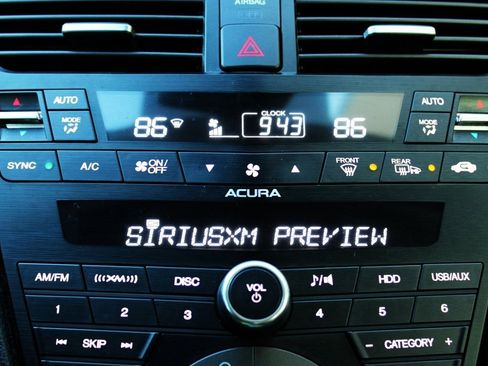 AIRBAG
AUTO AUTO
MODE 86 CLOCK 943 86 MODE
SYNC A/C ON/OFF FRONT REAR
ACURA
SIRIUSXM PREVIEW
AM/FM XM DISC VOL HDD USB/AUX
1 2 3 4 5 6
SKIP - CATEGORY +